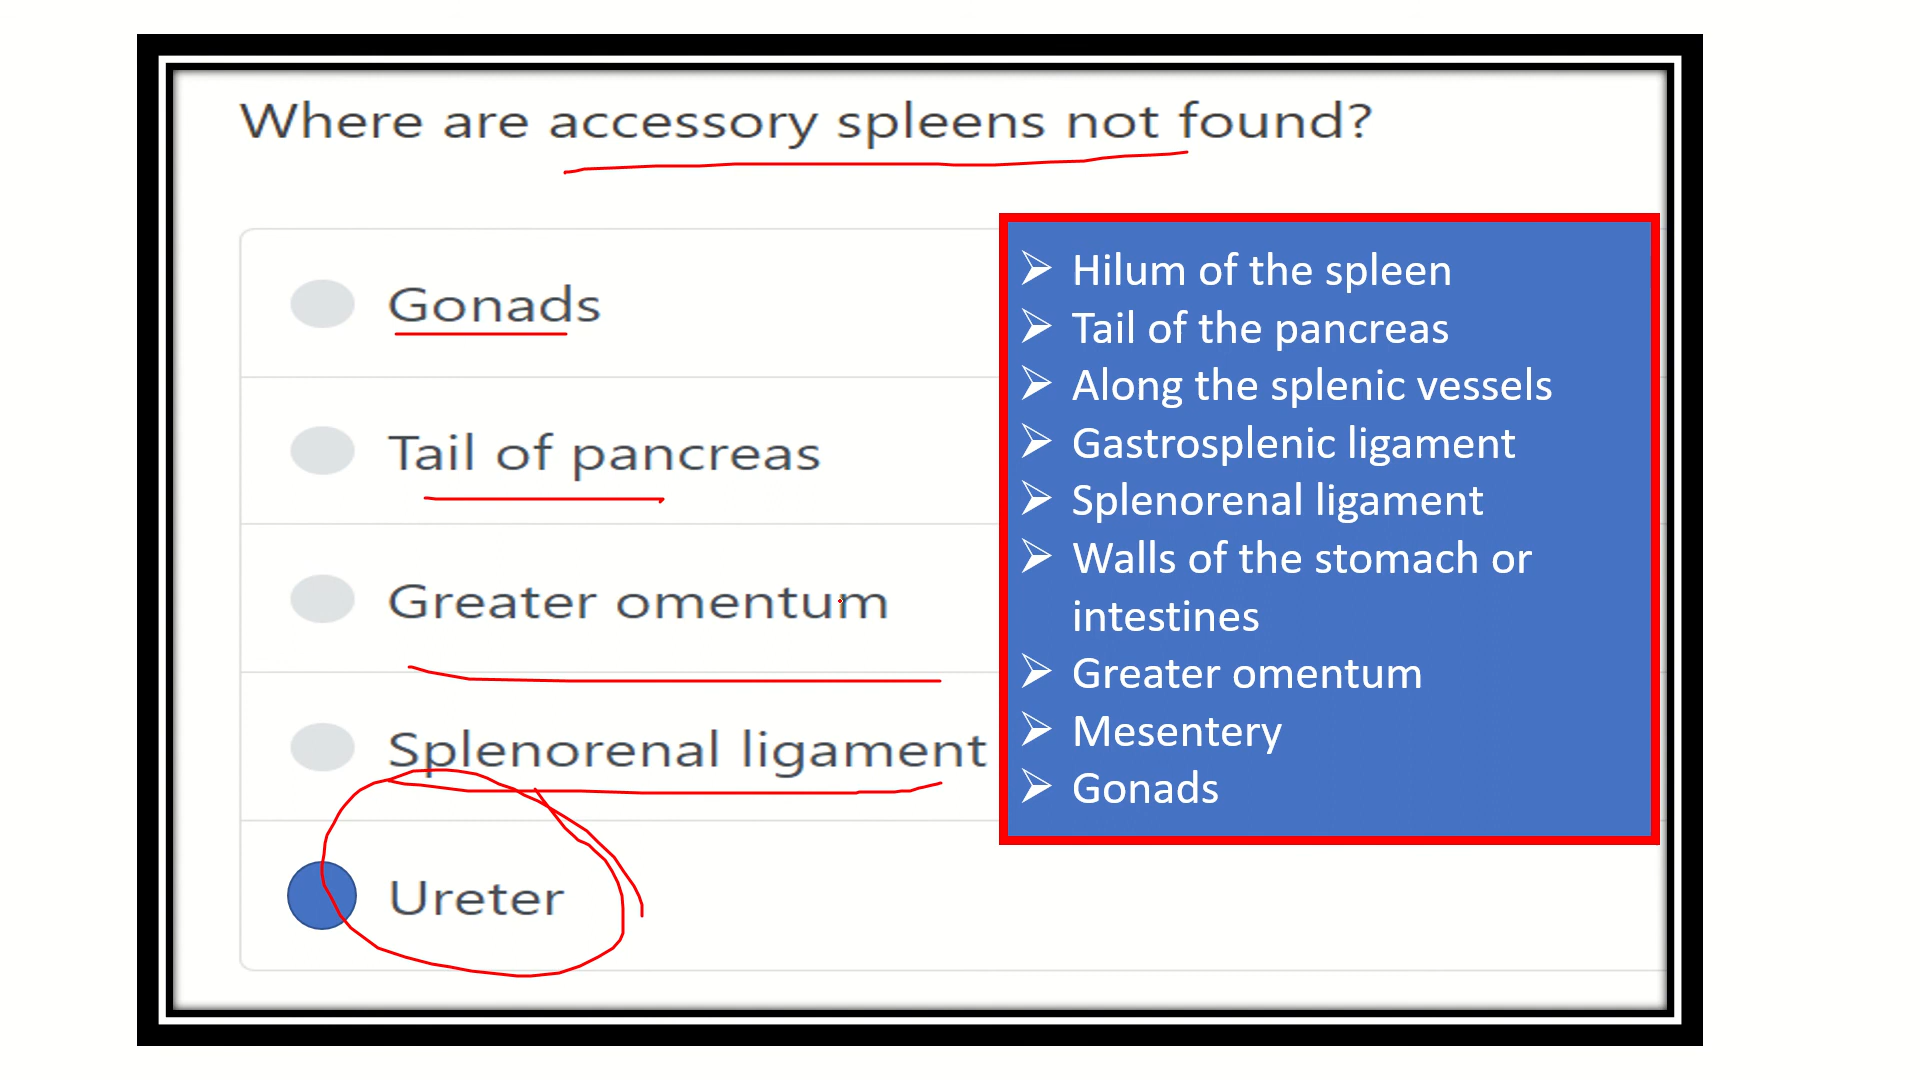 Where are accessory spleens not found?
Gonads
Tail of pancreas
Greater omentum
Splenorenal ligament
Ureter
Hilum of the spleen
Tail of the pancreas
Along the splenic vessels
Gastrosplenic ligament
Splenorenal ligament
Walls of the stomach or
intestines
Greater omentum
Mesentery
Gonads